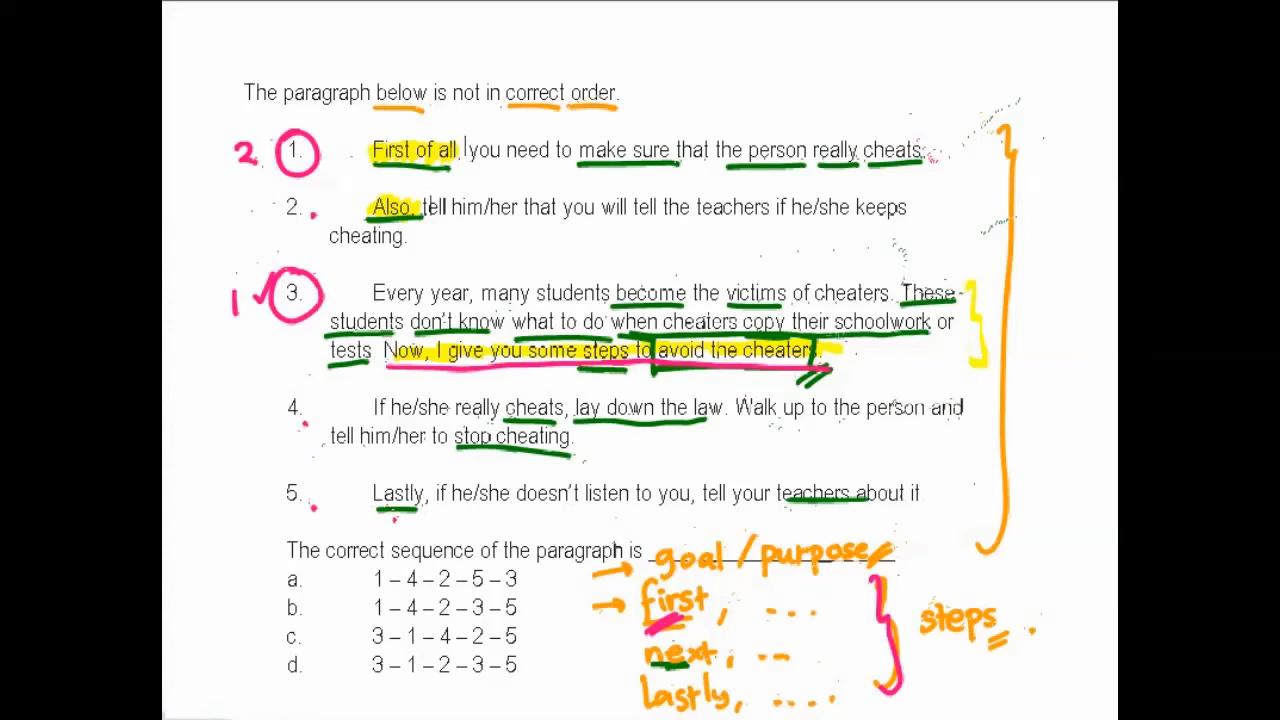 The paragraph below is not in correct order.
2 1. First of all, you need to make sure that the person really cheats.
2. Also, tell him/her that you will tell the teachers if he/she keeps
cheating.
1 ✓ 3. Every year, many students become the victims of cheaters. These
students don't know what to do when cheaters copy their schoolwork or
tests. Now, I give you some steps to avoid the cheaters.
4. If he/she really cheats, lay down the law. Walk up to the person and
tell him/her to stop cheating.
5. Lastly, if he/she doesn't listen to you, tell your teachers about it
The correct sequence of the paragraph is ____________
→ goal / purpose
a. 1 – 4 – 2 – 5 – 3
b. 1 – 4 – 2 – 3 – 5
c. 3 – 1 – 4 – 2 – 5
d. 3 – 1 – 2 – 3 – 5
→ first, ....
next, ...
lastly, ....
steps